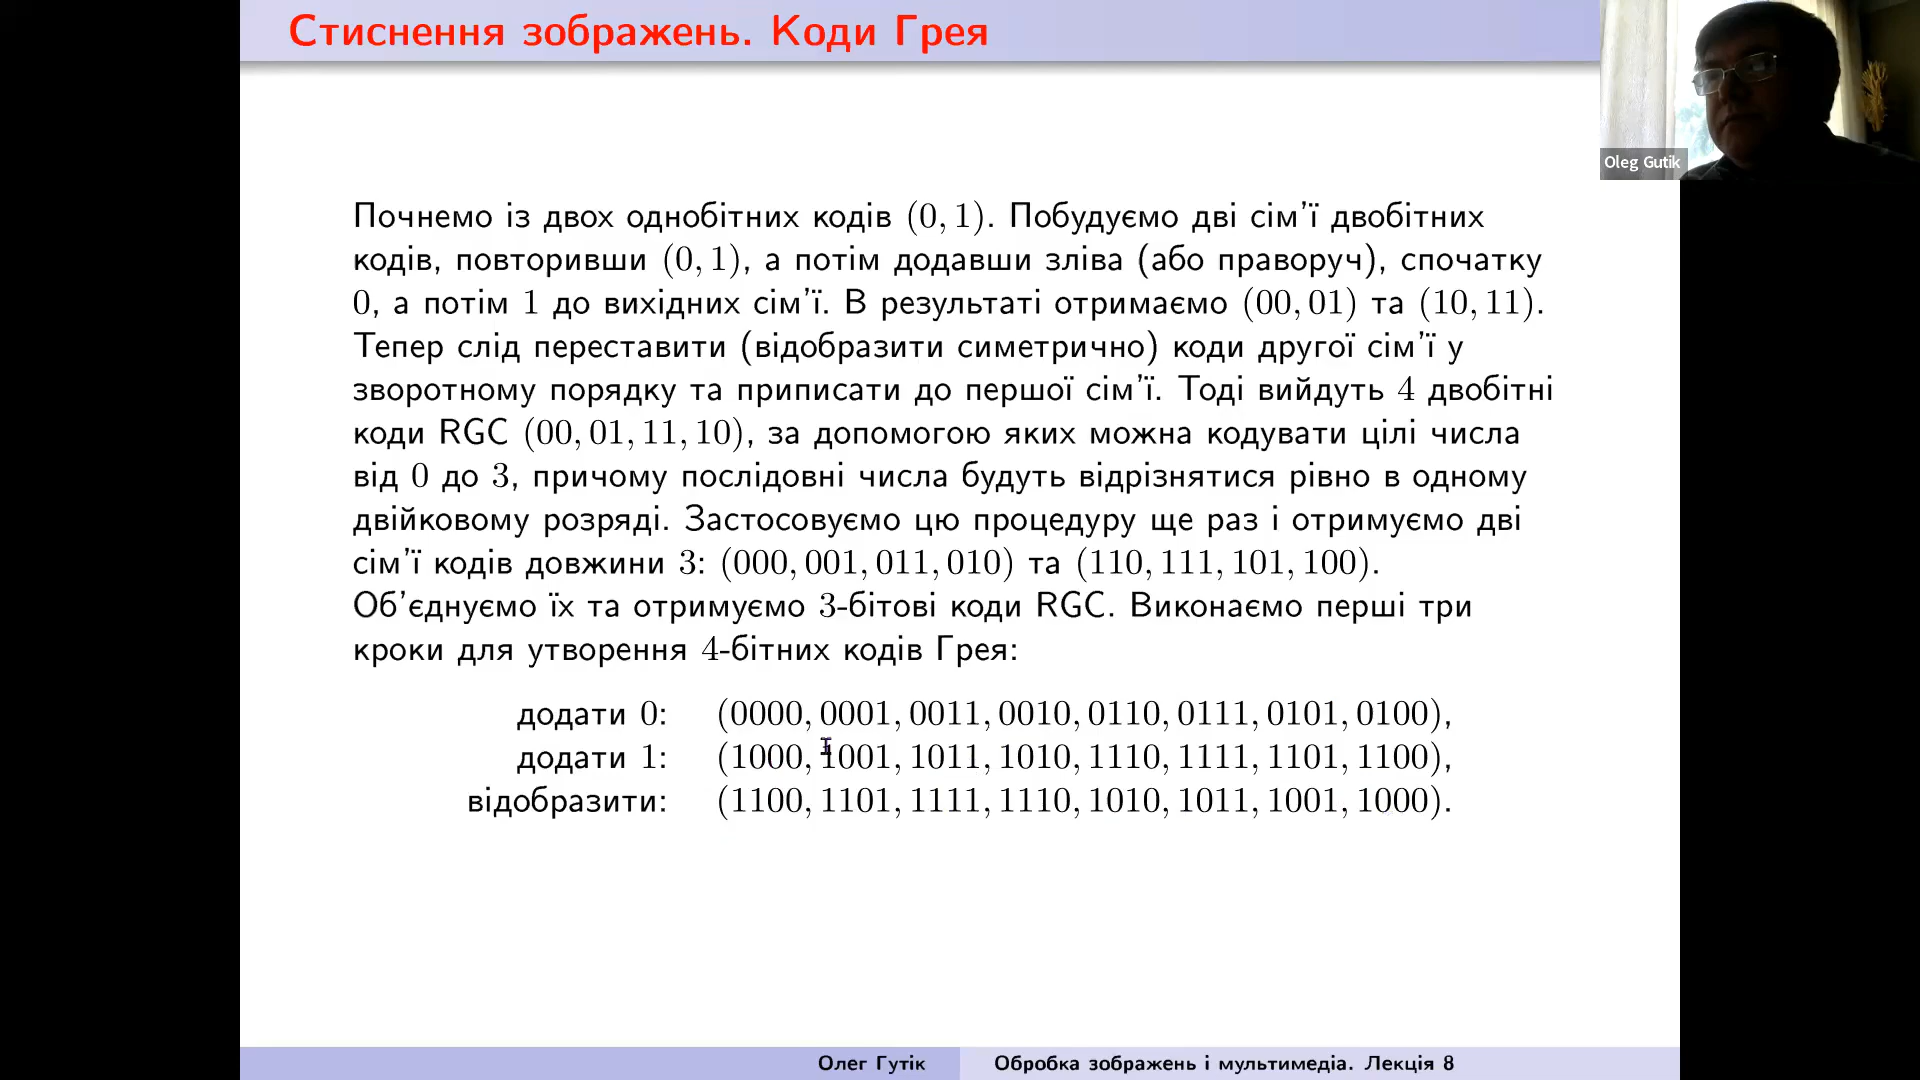 Стиснення зображень. Коди Грея
Oleg Gutik
Почнемо із двох однобітних кодів (0, 1). Побудуємо дві сім'ї двобітних
кодів, повторивши (0, 1), а потім додавши зліва (або праворуч), спочатку
0, а потім 1 до вихідних сім'ї. В результаті отримаємо (00, 01) та (10, 11).
Тепер слід переставити (відобразити симетрично) коди другої сім'ї у
зворотному порядку та приписати до першої сім'ї. Тоді вийдуть 4 двобітні
коди RGC (00, 01, 11, 10), за допомогою яких можна кодувати цілі числа
від 0 до 3, причому послідовні числа будуть відрізнятися рівно в одному
двійковому розряді. Застосовуємо цю процедуру ще раз і отримуємо дві
сім'ї кодів довжини 3: (000, 001, 011, 010) та (110, 111, 101, 100).
Об'єднуємо їх та отримуємо 3-бітові коди RGC. Виконаємо перші три
кроки для утворення 4-бітних кодів Грея:
додати 0: (0000, 0001, 0011, 0010, 0110, 0111, 0101, 0100),
додати 1: (1000, 1001, 1011, 1010, 1110, 1111, 1101, 1100),
відобразити: (1100, 1101, 1111, 1110, 1010, 1011, 1001, 1000).
Олег Гутік Обробка зображень і мультимедіа. Лекція 8